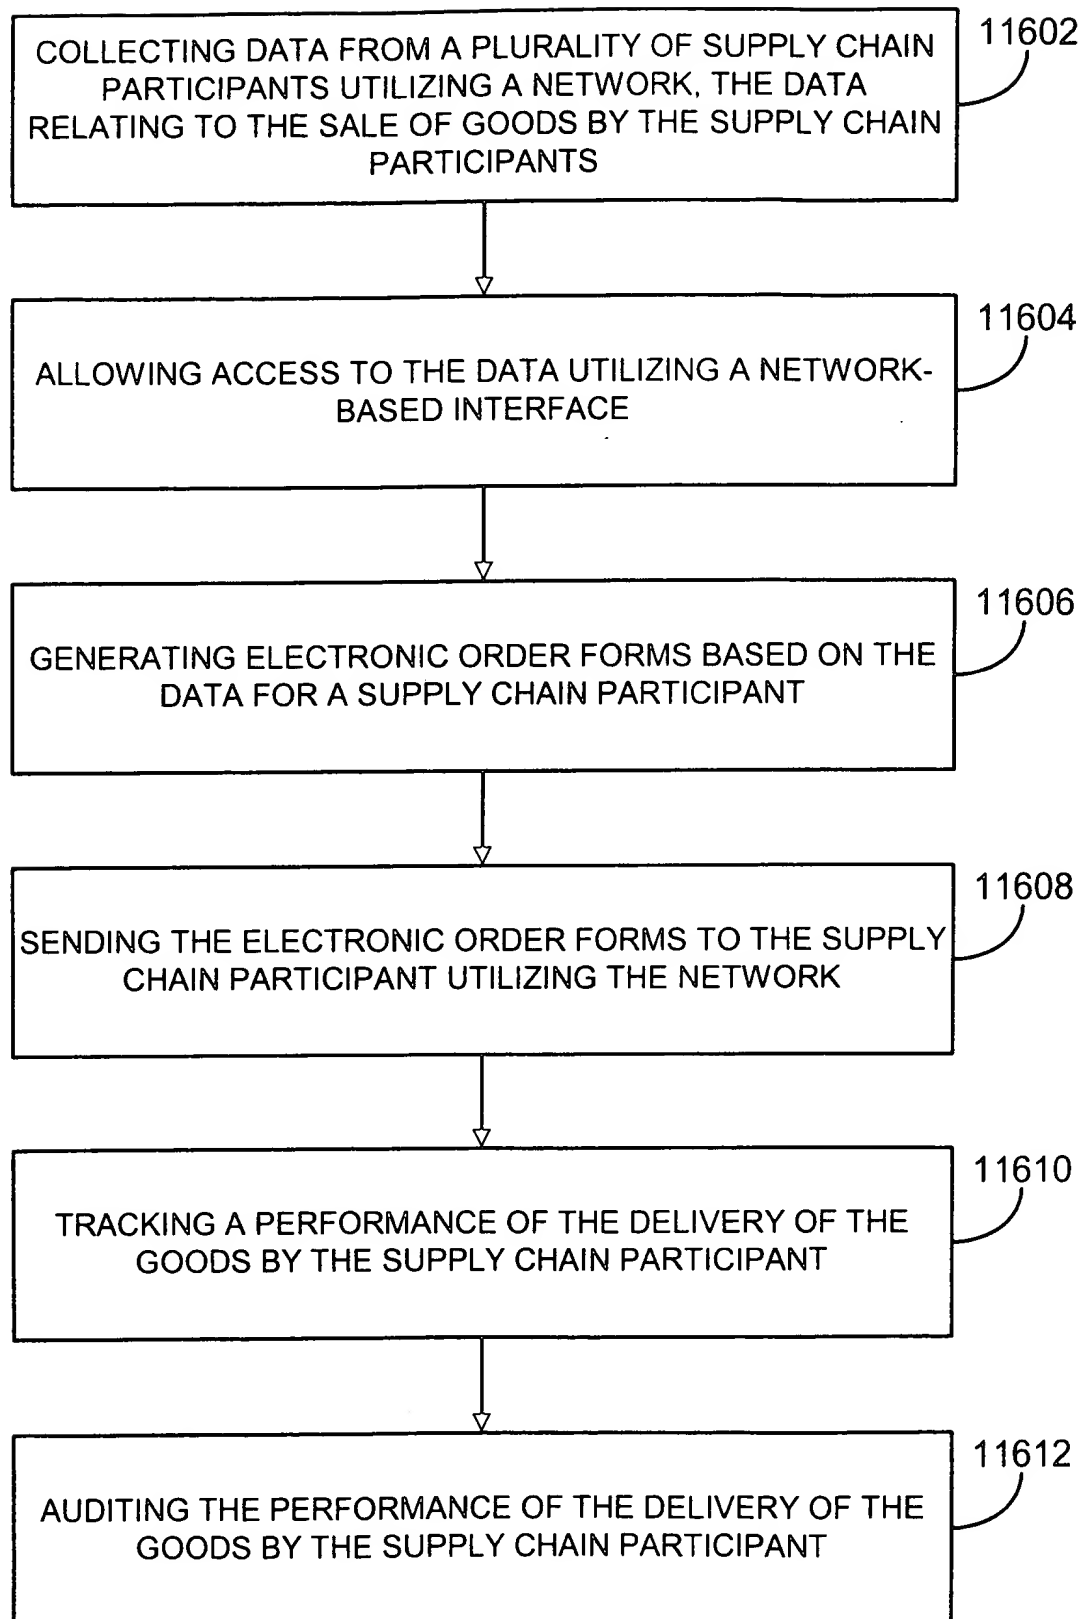 COLLECTING DATA FROM A PLURALITY OF SUPPLY CHAIN
PARTICIPANTS UTILIZING A NETWORK, THE DATA
RELATING TO THE SALE OF GOODS BY THE SUPPLY CHAIN
PARTICIPANTS
11602
ALLOWING ACCESS TO THE DATA UTILIZING A NETWORK-
BASED INTERFACE
11604
GENERATING ELECTRONIC ORDER FORMS BASED ON THE
DATA FOR A SUPPLY CHAIN PARTICIPANT
11606
SENDING THE ELECTRONIC ORDER FORMS TO THE SUPPLY
CHAIN PARTICIPANT UTILIZING THE NETWORK
11608
TRACKING A PERFORMANCE OF THE DELIVERY OF THE
GOODS BY THE SUPPLY CHAIN PARTICIPANT
11610
AUDITING THE PERFORMANCE OF THE DELIVERY OF THE
GOODS BY THE SUPPLY CHAIN PARTICIPANT
11612